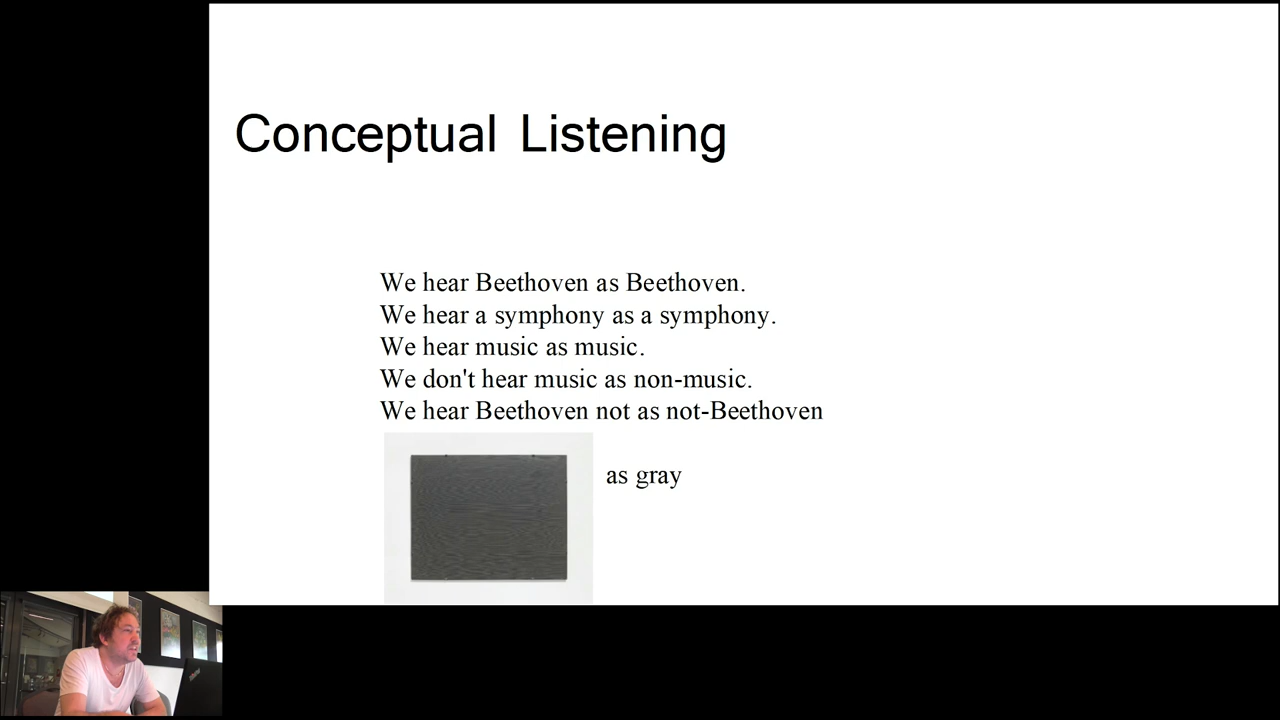 Conceptual Listening
We hear Beethoven as Beethoven.
We hear a symphony as a symphony.
We hear music as music.
We don't hear music as non-music.
We hear Beethoven not as not-Beethoven
as gray